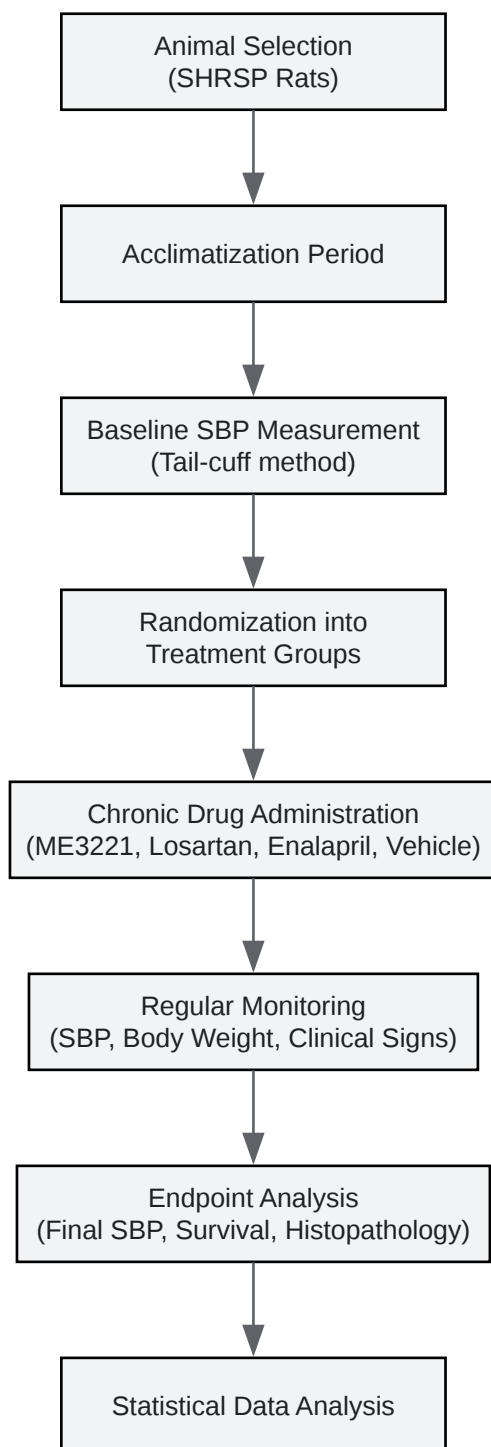 Animal Selection
(SHRSP Rats)
Acclimatization Period
Baseline SBP Measurement
(Tail-cuff method)
Randomization into
Treatment Groups
Chronic Drug Administration
(ME3221, Losartan, Enalapril, Vehicle)
Regular Monitoring
(SBP, Body Weight, Clinical Signs)
Endpoint Analysis
(Final SBP, Survival, Histopathology)
Statistical Data Analysis